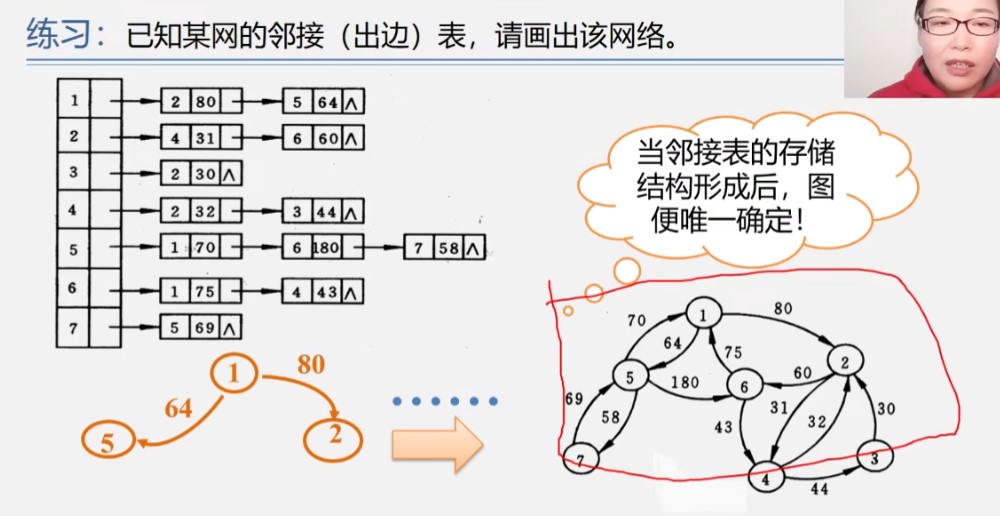 练习：已知某网的邻接（出边）表，请画出该网络。
1 2 80 5 64 ∧
2 4 31 6 60 ∧
3 2 30 ∧
4 2 32 3 44 ∧
5 1 70 6 180 7 58 ∧
6 1 75 4 43 ∧
7 5 69 ∧
当邻接表的存储
结构形成后，图
便唯一确定！
1
80
64
5
2
70
1
80
64
75
5
180
6
60
2
69
58
43
31
32
30
7
4
44
3